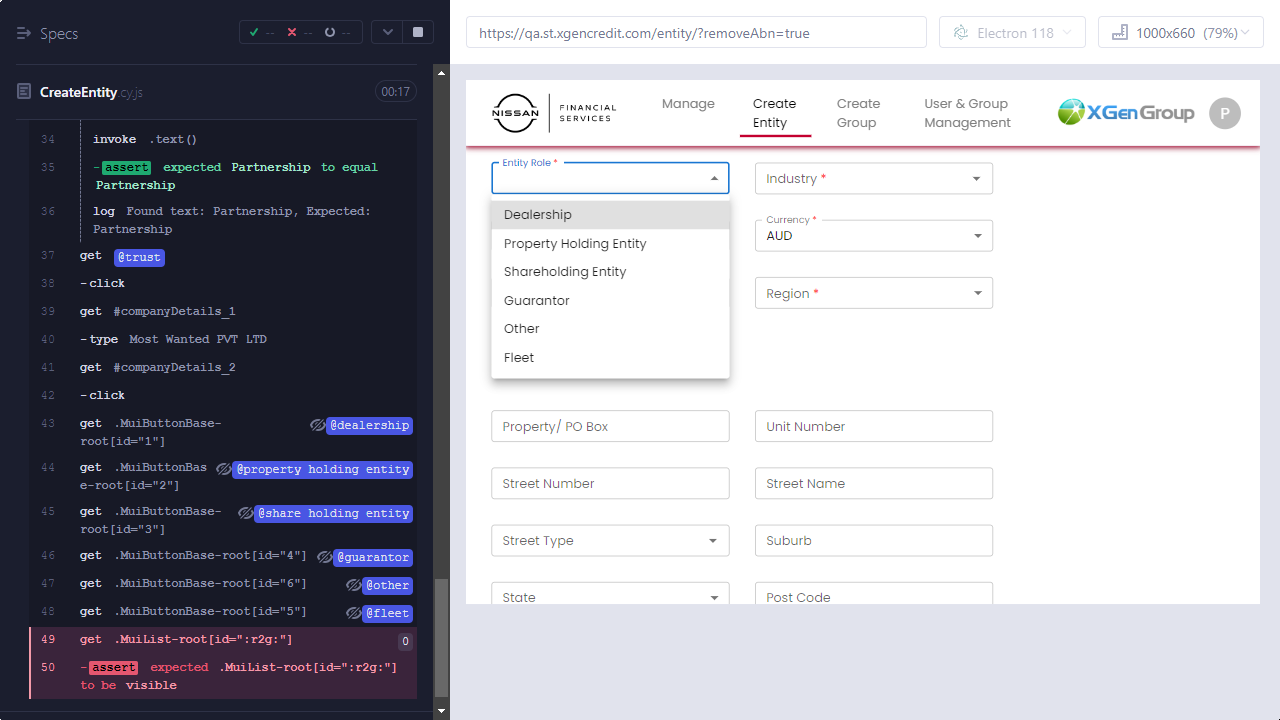 Specs
-- -- --
CreateEntity.cy.js
00:17
34 invoke .text()
35 -assert expected Partnership to equal
Partnership
36 log Found text: Partnership, Expected:
Partnership
37 get @trust
38 -click
39 get #companyDetails_1
40 -type Most Wanted PVT LTD
41 get #companyDetails_2
42 -click
43 get .MuiButtonBase-
root[id="1"] @dealership
44 get .MuiButtonBas
e-root[id="2"] @property holding entity
45 get .MuiButtonBase-
root[id="3"] @share holding entity
46 get .MuiButtonBase-root[id="4"] @guarantor
47 get .MuiButtonBase-root[id="6"] @other
48 get .MuiButtonBase-root[id="5"] @fleet
49 get .MuiList-root[id=":r2g:"] 0
50 -assert expected .MuiList-root[id=":r2g:"]
to be visible
https://qa.st.xgencredit.com/entity/?removeAbn=true
Electron 118
1000x660 (79%)
NISSAN
FINANCIAL
SERVICES
Manage
Create
Entity
Create
Group
User & Group
Management
XGenGroup
P
Entity Role *
Industry *
Dealership
Property Holding Entity
Shareholding Entity
Guarantor
Other
Fleet
Currency *
AUD
Region *
Property/ PO Box
Unit Number
Street Number
Street Name
Street Type
Suburb
State
Post Code